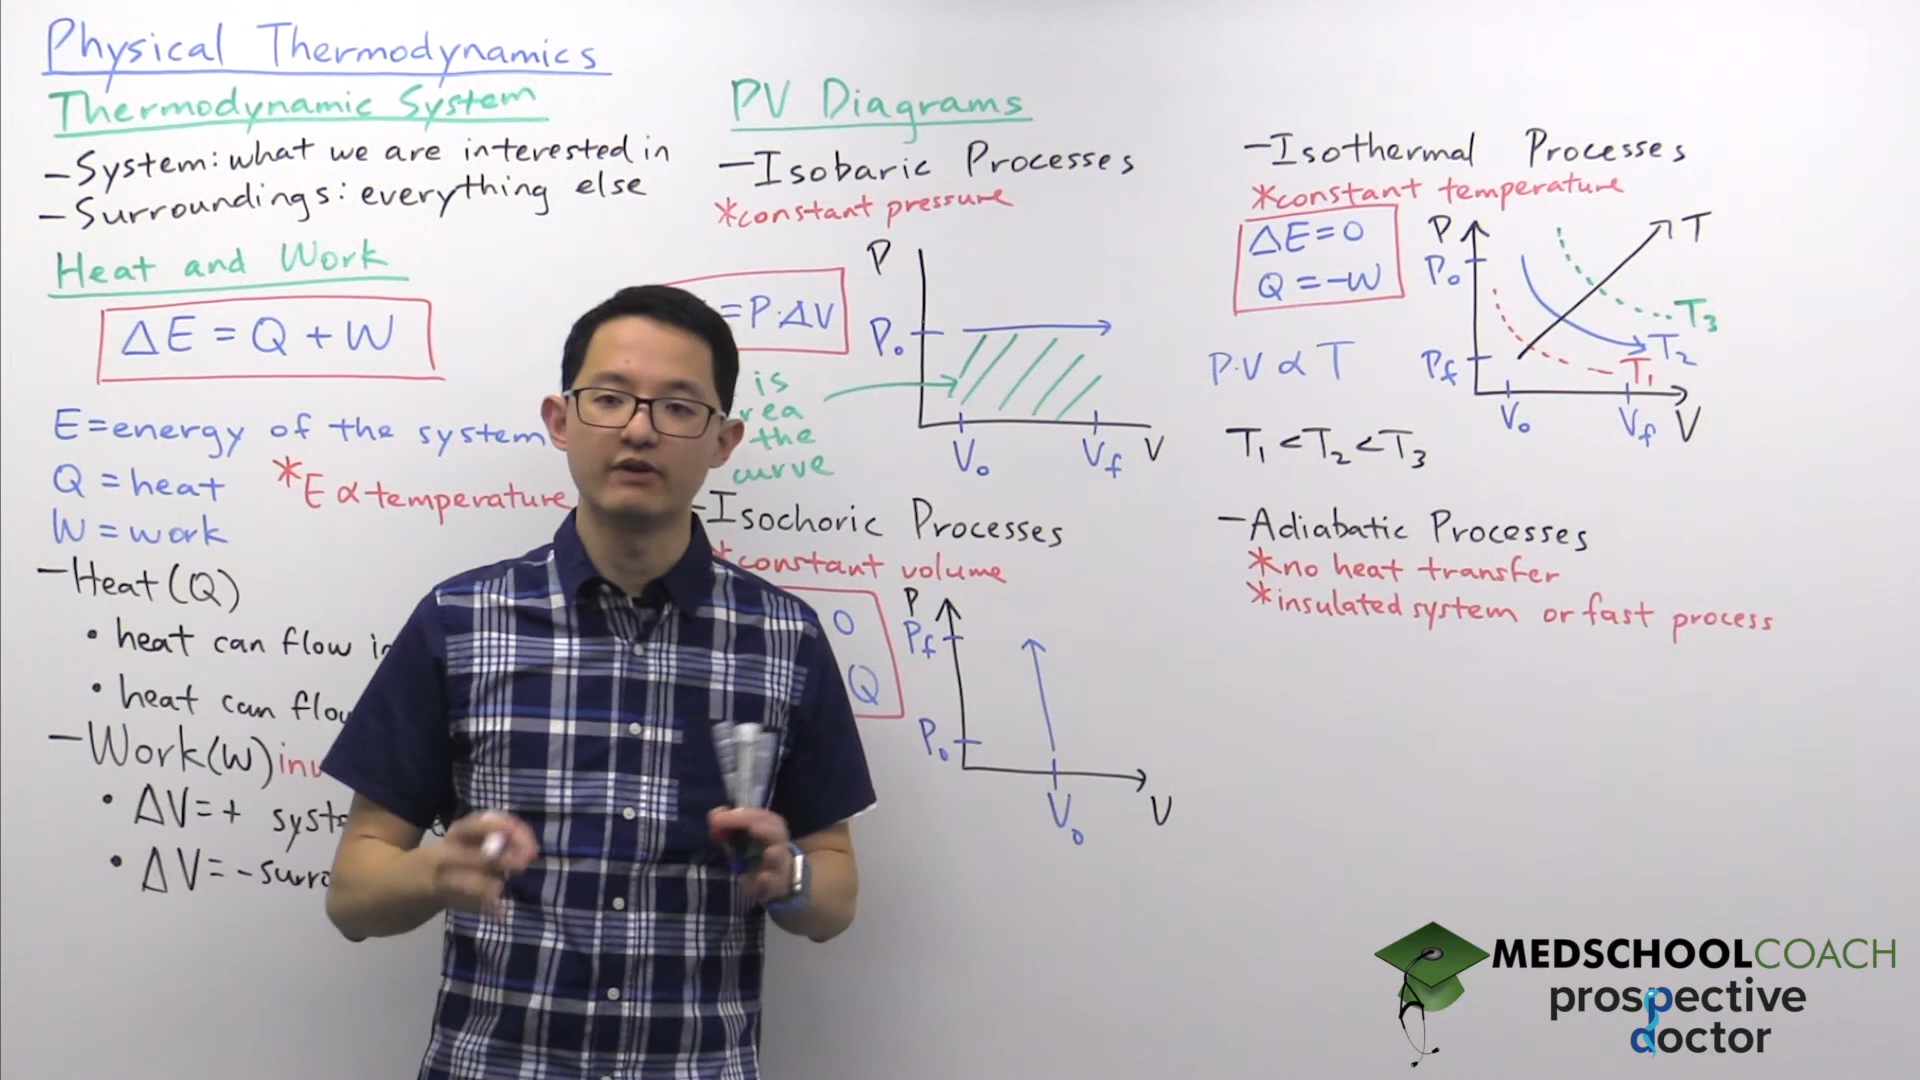 Physical Thermodynamics
Thermodynamic System
-System: what we are interested in
-Surroundings: everything else
Heat and Work
ΔE = Q + W
E=energy of the system
Q = heat
*E ∝ temperature
W = work
-Heat(Q)
• heat can flow
• heat can
-Work(W)
• ΔV=+
• ΔV=-
PV Diagrams
-Isobaric Processes
*constant pressure
=P·ΔV
is
the
curve
P
P₀
V₀
Vf
V
-Isochoric Processes
*constant volume
0
Q
P
Pf
P₀
V₀
V
-Isothermal Processes
*constant temperature
ΔE=0
Q=-W
P
P₀
Pf
T
T₃
T₂
T₁
V₀
Vf
V
P·V ∝ T
T₁ < T₂ < T₃
-Adiabatic Processes
*no heat transfer
*insulated system or fast process
MEDSCHOOLCOACH
prospective
doctor